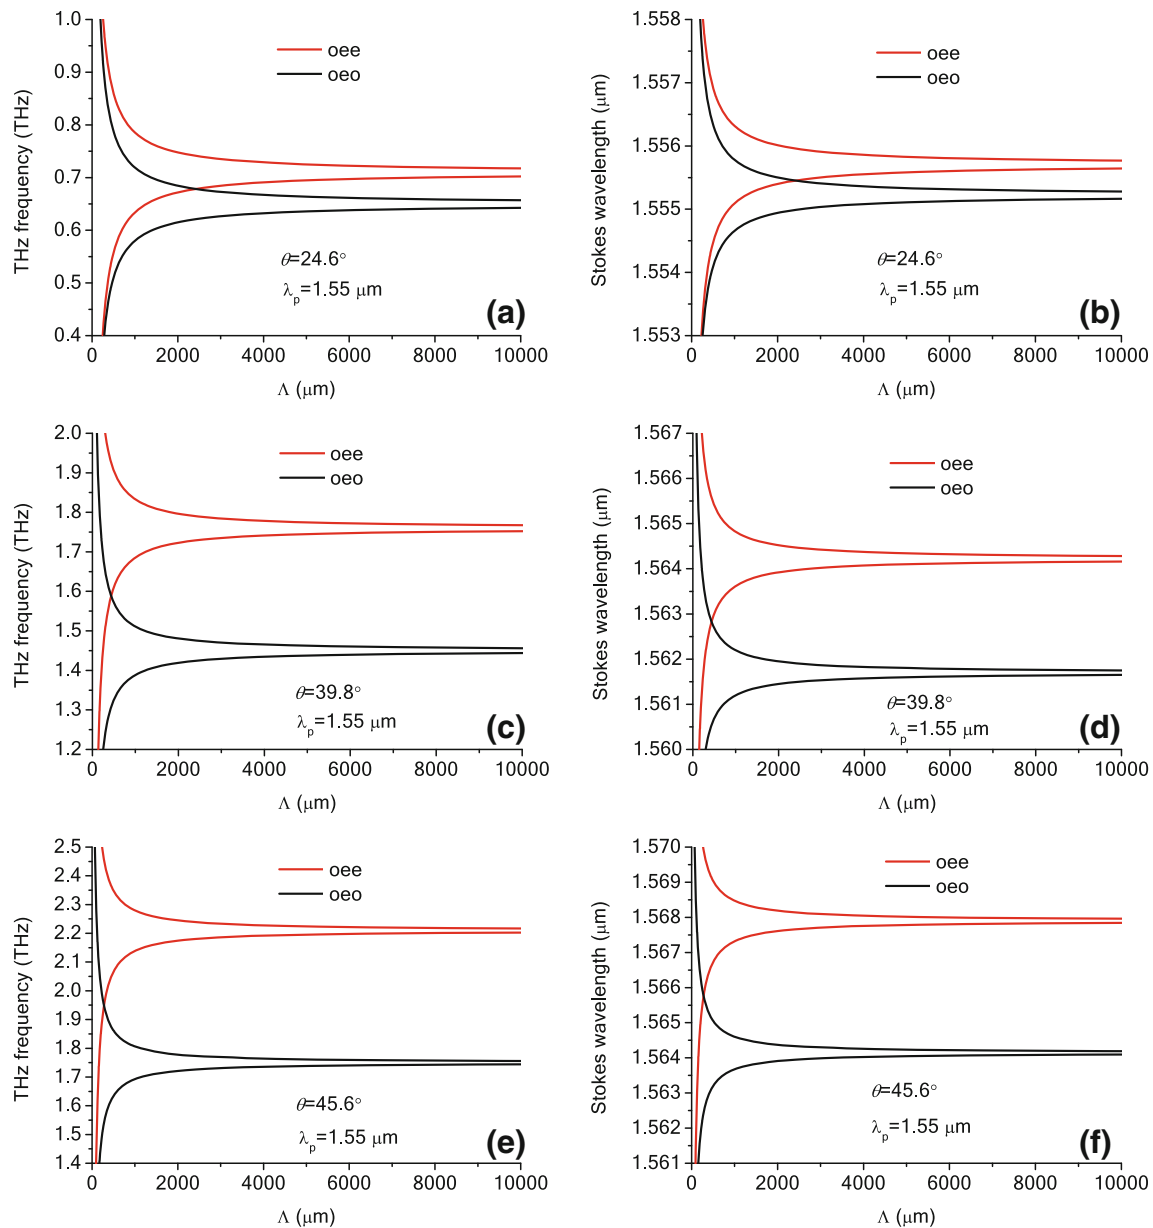 1.0
0.9
0.8
0.7
0.6
0.5
0.4
THz frequency (THz)
oee
oeo
θ=24.6°
λp=1.55 μm
(a)
0 2000 4000 6000 8000 10000
Λ (μm)
1.558
1.557
1.556
1.555
1.554
1.553
Stokes wavelength (μm)
oee
oeo
θ=24.6°
λp=1.55 μm
(b)
0 2000 4000 6000 8000 10000
Λ (μm)
2.0
1.9
1.8
1.7
1.6
1.5
1.4
1.3
1.2
THz frequency (THz)
oee
oeo
θ=39.8°
λp=1.55 μm
(c)
0 2000 4000 6000 8000 10000
Λ (μm)
1.567
1.566
1.565
1.564
1.563
1.562
1.561
1.560
Stokes wavelength (μm)
oee
oeo
θ=39.8°
λp=1.55 μm
(d)
0 2000 4000 6000 8000 10000
Λ (μm)
2.5
2.4
2.3
2.2
2.1
2.0
1.9
1.8
1.7
1.6
1.5
1.4
THz frequency (THz)
oee
oeo
θ=45.6°
λp=1.55 μm
(e)
0 2000 4000 6000 8000 10000
Λ (μm)
1.570
1.569
1.568
1.567
1.566
1.565
1.564
1.563
1.562
1.561
Stokes wavelength (μm)
oee
oeo
θ=45.6°
λp=1.55 μm
(f)
0 2000 4000 6000 8000 10000
Λ (μm)